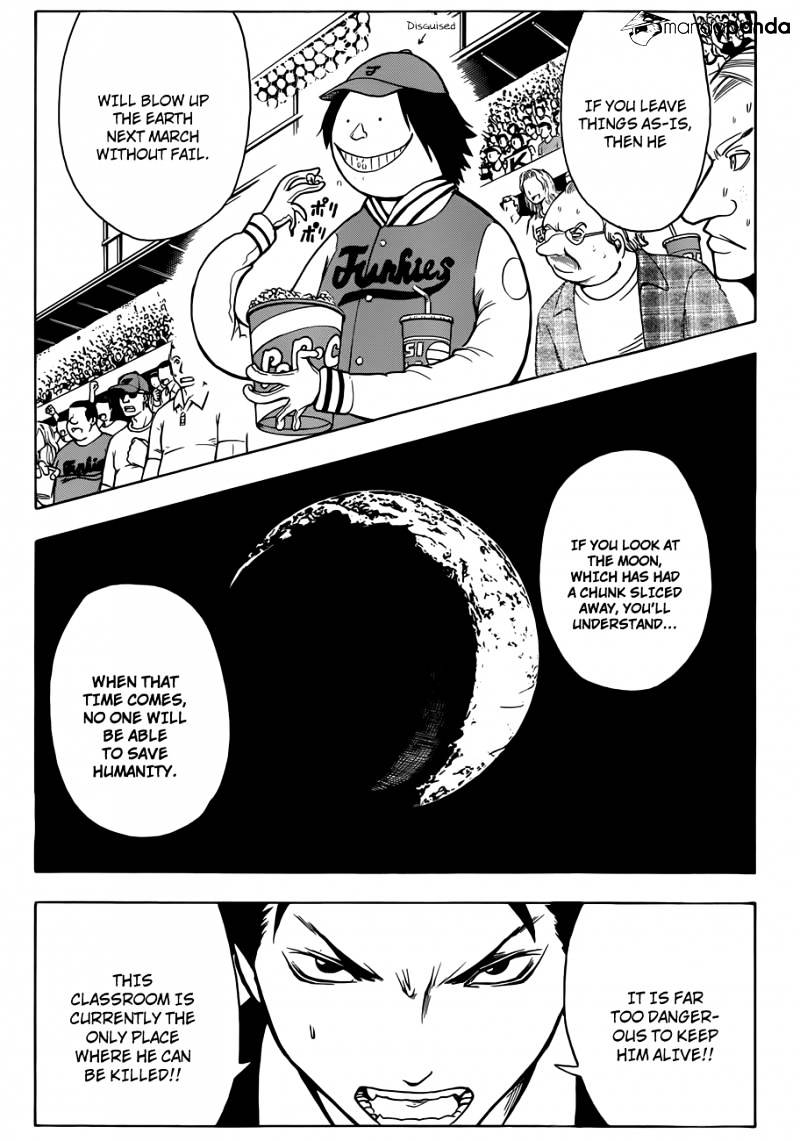 Disguised
mangapanda
IF YOU LEAVE
THINGS AS-IS,
THEN HE
WILL BLOW UP
THE EARTH
NEXT MARCH
WITHOUT FAIL.
ポリ
ポリ
Funkies
Funkies
IF YOU LOOK AT
THE MOON,
WHICH HAS HAD
A CHUNK SLICED
AWAY, YOU'LL
UNDERSTAND...
WHEN THAT
TIME COMES,
NO ONE WILL
BE ABLE
TO SAVE
HUMANITY.
IT IS FAR
TOO DANGER-
OUS TO KEEP
HIM ALIVE!!
THIS
CLASSROOM IS
CURRENTLY THE
ONLY PLACE
WHERE HE CAN
BE KILLED!!